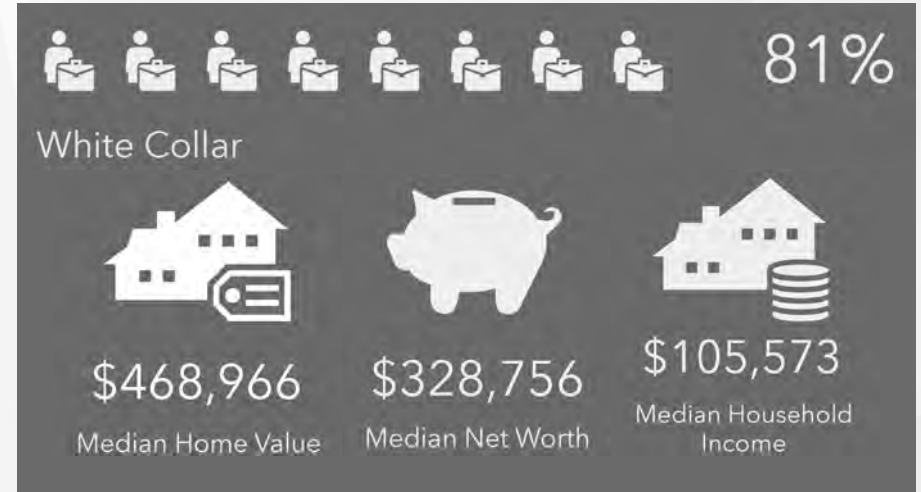 81%
White Collar
$468,966
Median Home Value
$328,756
Median Net Worth
$105,573
Median Household
Income